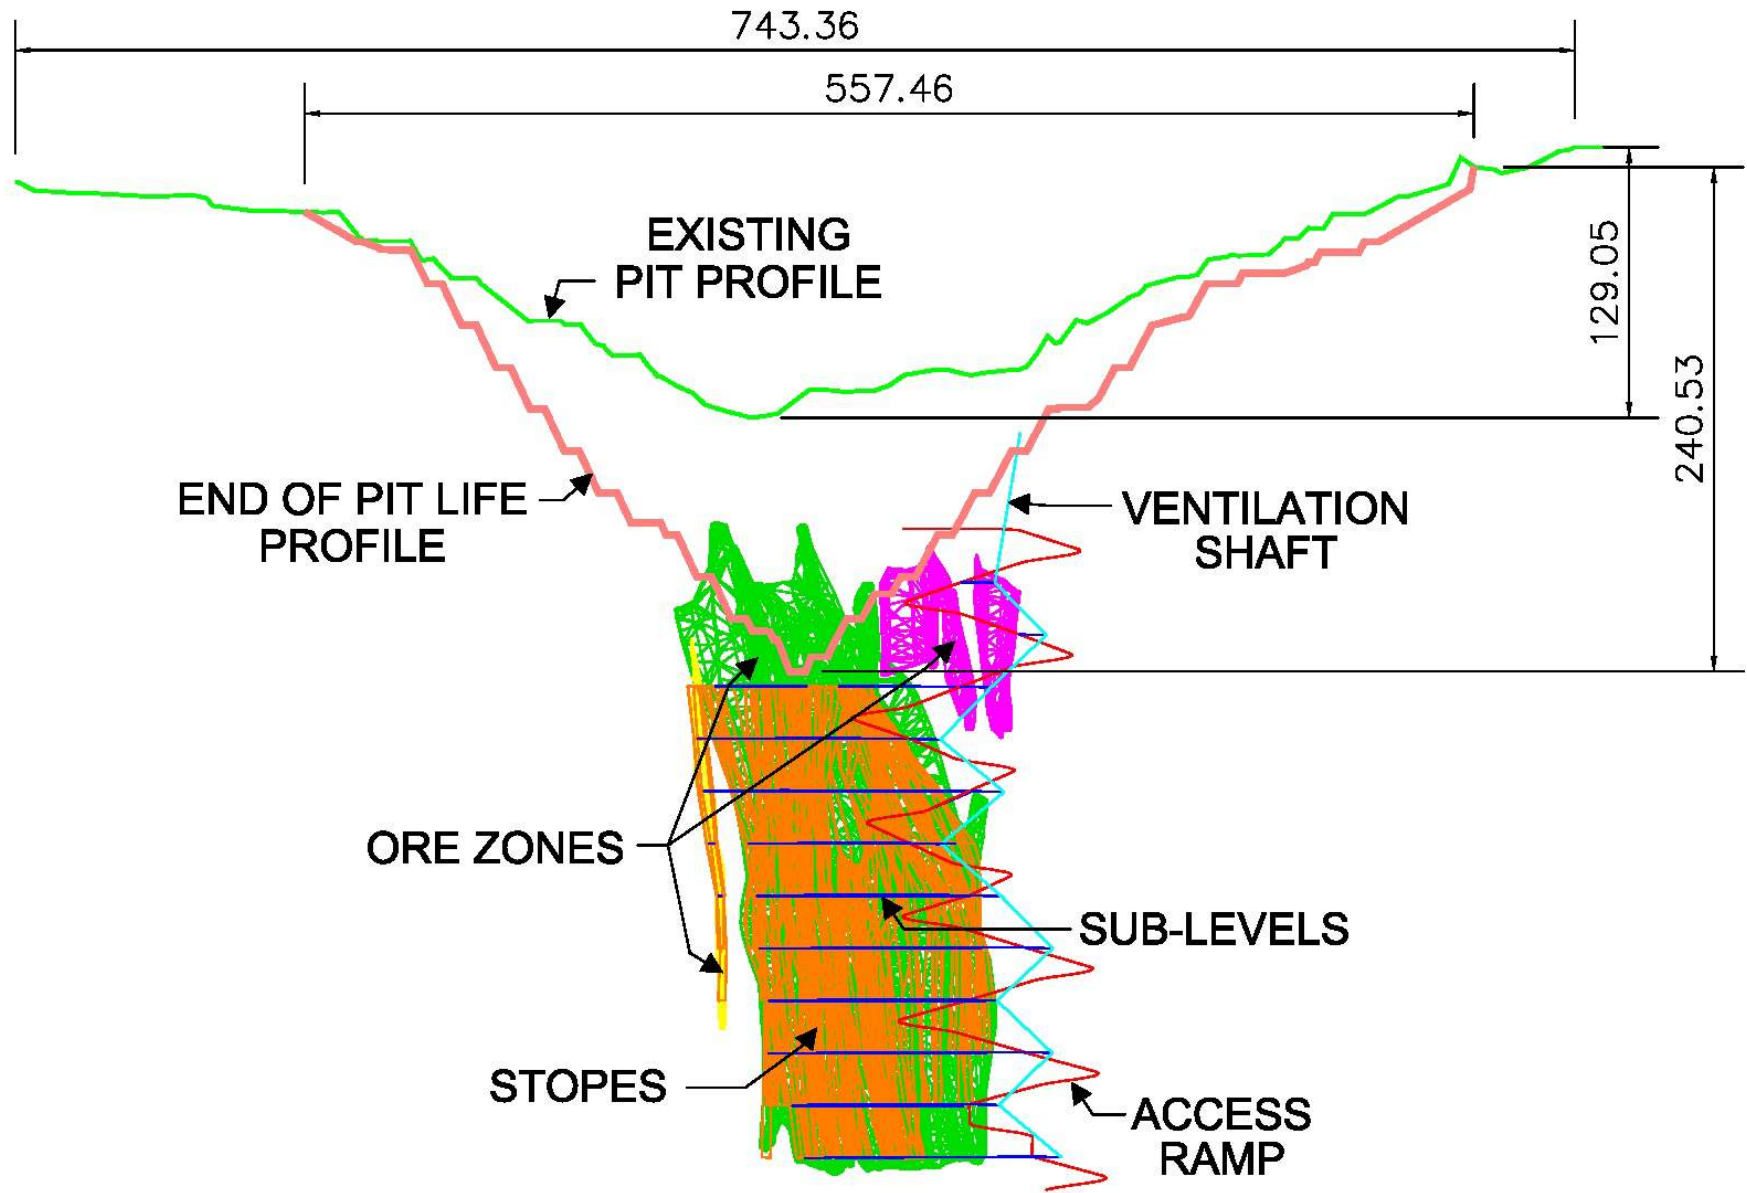 743.36
557.46
EXISTING
PIT PROFILE
129.05
240.53
END OF PIT LIFE
PROFILE
VENTILATION
SHAFT
ORE ZONES
SUB-LEVELS
STOPES
ACCESS
RAMP